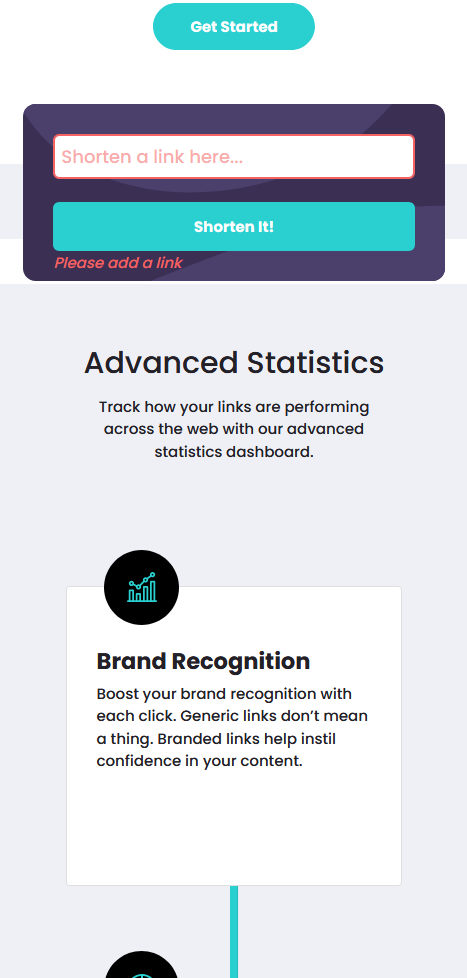 Get Started
Shorten a link here...
Shorten It!
Please add a link
Advanced Statistics
Track how your links are performing
across the web with our advanced
statistics dashboard.
Brand Recognition
Boost your brand recognition with
each click. Generic links don’t mean
a thing. Branded links help instil
confidence in your content.